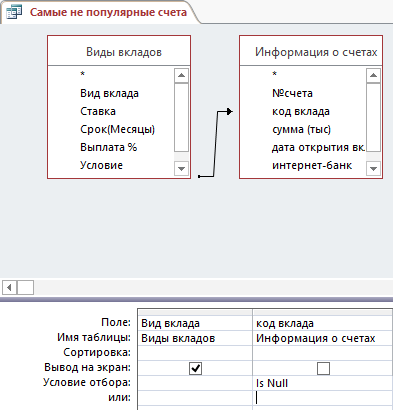 Самые не популярные счета
Виды вкладов
*
Вид вклада
Ставка
Срок(Месяцы)
Выплата %
Условие
Информация о счетах
*
№счета
код вклада
сумма (тыс)
дата открытия вк
интернет-банк
Поле: Вид вклада код вклада
Имя таблицы: Виды вкладов Информация о счетах
Сортировка:
Вывод на экран:
Условие отбора: Is Null
или: